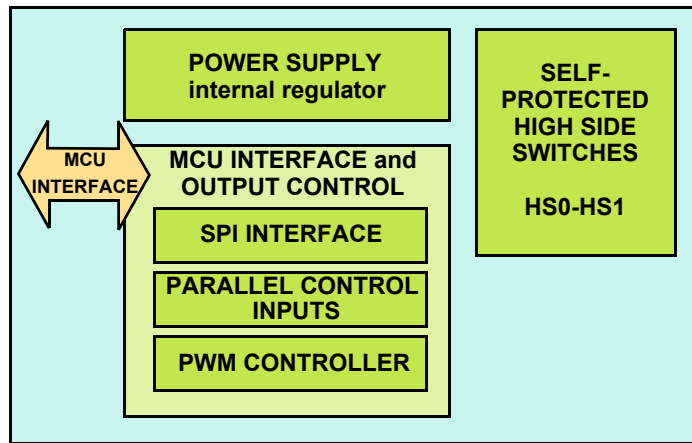 POWER SUPPLY
internal regulator
SELF-
PROTECTED
HIGH SIDE
SWITCHES
HS0-HS1
MCU
INTERFACE
MCU INTERFACE and
OUTPUT CONTROL
SPI INTERFACE
PARALLEL CONTROL
INPUTS
PWM CONTROLLER